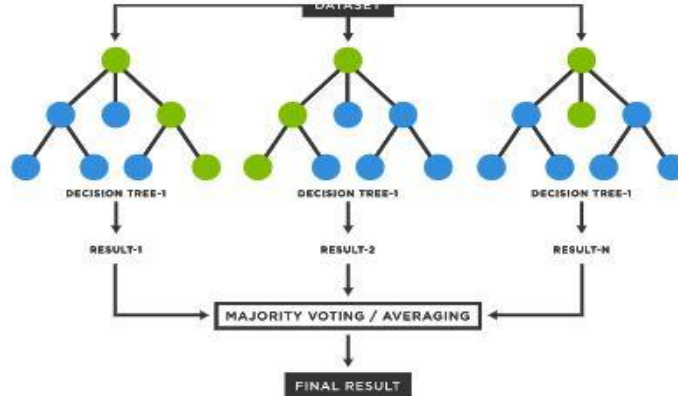 DATASET
DECISION TREE-1 DECISION TREE-1 DECISION TREE-1
RESULT-1 RESULT-2 RESULT-N
MAJORITY VOTING / AVERAGING
FINAL RESULT